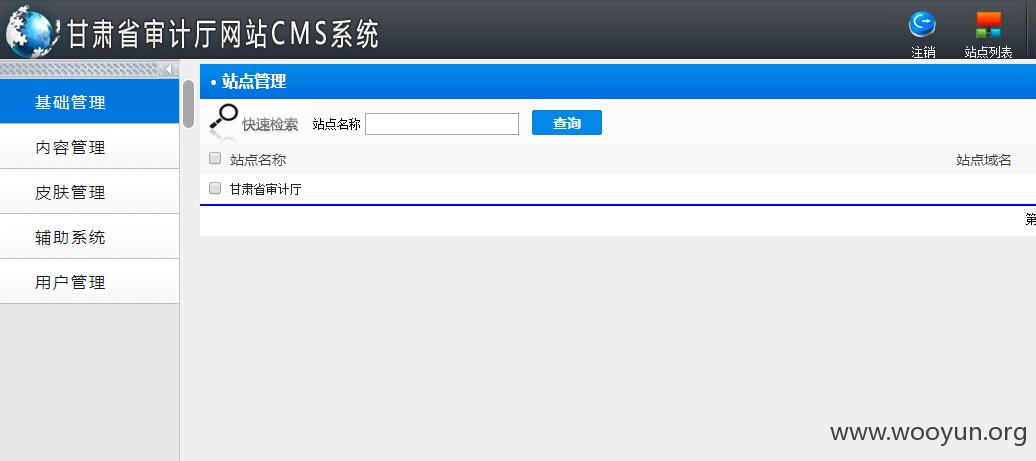 甘肃省审计厅网站CMS系统
注销
站点列表
基础管理
内容管理
皮肤管理
辅助系统
用户管理
• 站点管理
快速检索 站点名称 查询
站点名称 站点域名
甘肃省审计厅
第
www.wooyun.org